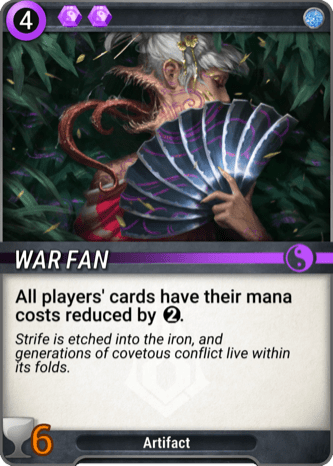 4
WAR FAN
All players' cards have their mana
costs reduced by 2.
Strife is etched into the iron, and
generations of covetous conflict live within
its folds.
6
Artifact